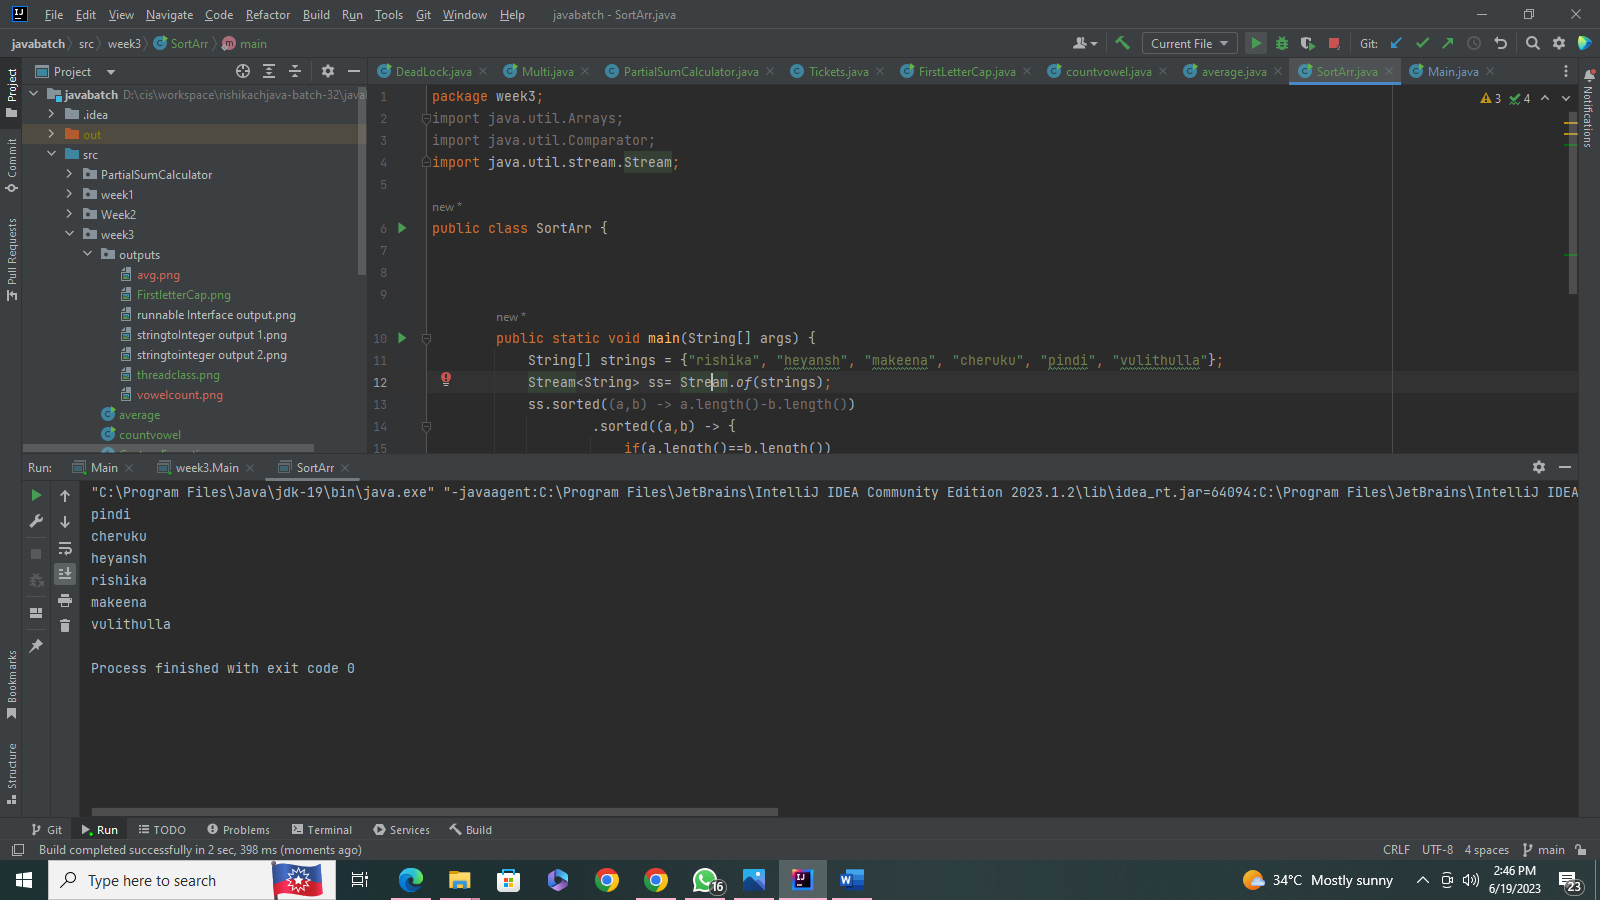 File Edit View Navigate Code Refactor Build Run Tools Git Window Help javabatch - SortArr.java
javabatch src week3 SortArr main Current File Git:
Project DeadLock.java Multi.java PartialSumCalculator.java Tickets.java FirstLetterCap.java countvowel.java average.java SortArr.java Main.java
Project
Commit
Pull Requests
Bookmarks
Structure
Notifications
javabatch D:\cis\workspace\rishikachjava-batch-32\javal
.idea
out
src
PartialSumCalculator
week1
Week2
week3
outputs
avg.png
FirstletterCap.png
runnable Interface output.png
stringtoInteger output 1.png
stringtointeger output 2.png
threadclass.png
vowelcount.png
average
countvowel
3 4
1 package week3;
2 import java.util.Arrays;
3 import java.util.Comparator;
4 import java.util.stream.Stream;
5
new *
6 public class SortArr {
7
8
9
new *
10 public static void main(String[] args) {
11 String[] strings = {"rishika", "heyansh", "makeena", "cheruku", "pindi", "vulithulla"};
12 Stream<String> ss= Stream.of(strings);
13 ss.sorted((a,b) -> a.length()-b.length())
14 .sorted((a,b) -> {
15 if(a.length()==b.length())
Run: Main week3.Main SortArr
"C:\Program Files\Java\jdk-19\bin\java.exe" "-javaagent:C:\Program Files\JetBrains\IntelliJ IDEA Community Edition 2023.1.2\lib\idea_rt.jar=64094:C:\Program Files\JetBrains\IntelliJ IDEA
pindi
cheruku
heyansh
rishika
makeena
vulithulla
Process finished with exit code 0
Git Run TODO Problems Terminal Services Build
Build completed successfully in 2 sec, 398 ms (moments ago) CRLF UTF-8 4 spaces main
Type here to search 16 34°C Mostly sunny 2:46 PM
6/19/2023 23